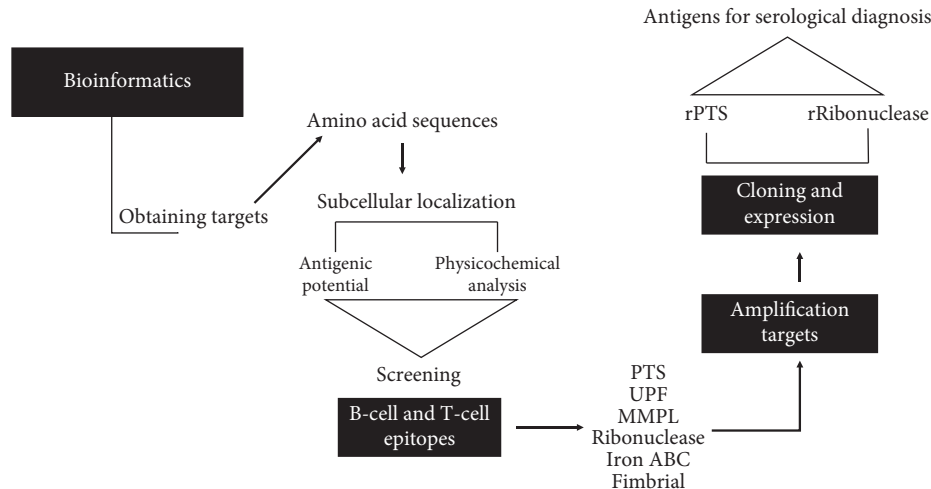 Bioinformatics
Obtaining targets
Amino acid sequences
Subcellular localization
Antigenic
potential
Physicochemical
analysis
Screening
B-cell and T-cell
epitopes
PTS
UPF
MMPL
Ribonuclease
Iron ABC
Fimbrial
Amplification
targets
Cloning and
expression
rPTS
rRibonuclease
Antigens for serological diagnosis